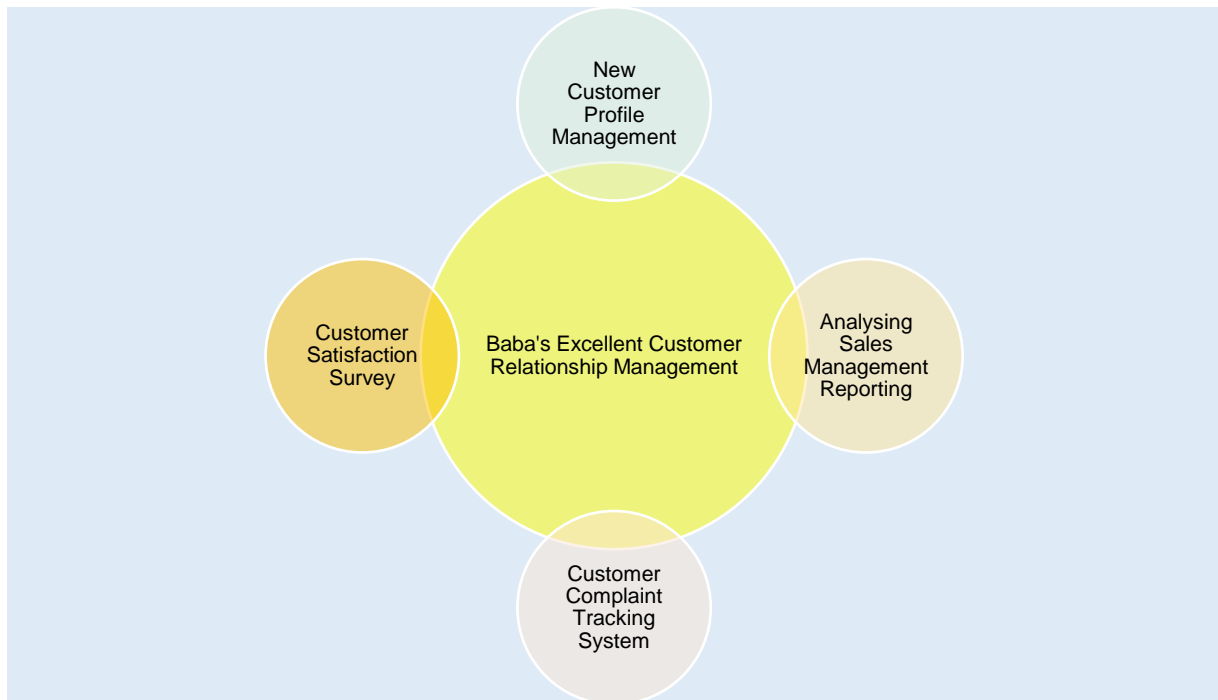 New
Customer
Profile
Management
Customer
Satisfaction
Survey
Baba's Excellent Customer
Relationship Management
Analysing
Sales
Management
Reporting
Customer
Complaint
Tracking
System